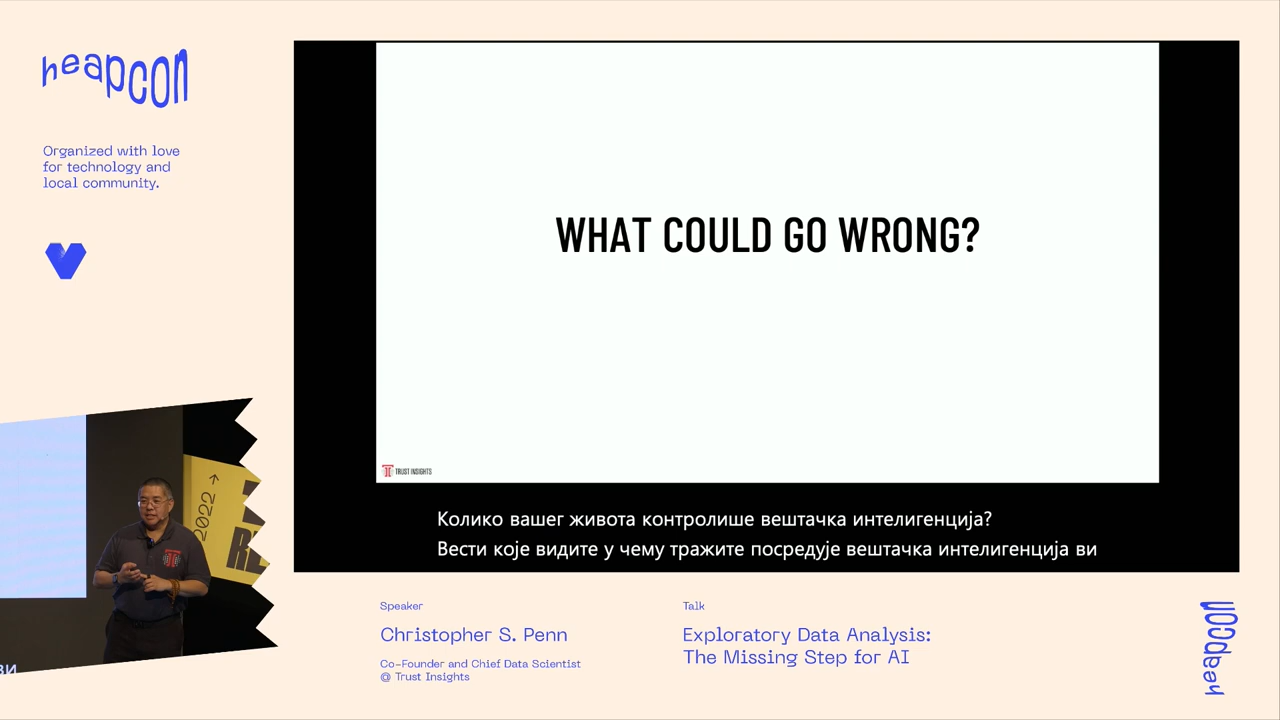 heapcon
Organized with love
for technology and
local community.
WHAT COULD GO WRONG?
TRUST INSIGHTS
Колико вашег живота контролише вештачка интелигенција?
Вести које видите у чему тражите посредује вештачка интелигенција ви
2022 →
ви
Speaker
Christopher S. Penn
Co-Founder and Chief Data Scientist
@ Trust Insights
Talk
Exploratory Data Analysis:
The Missing Step for AI
heapcon